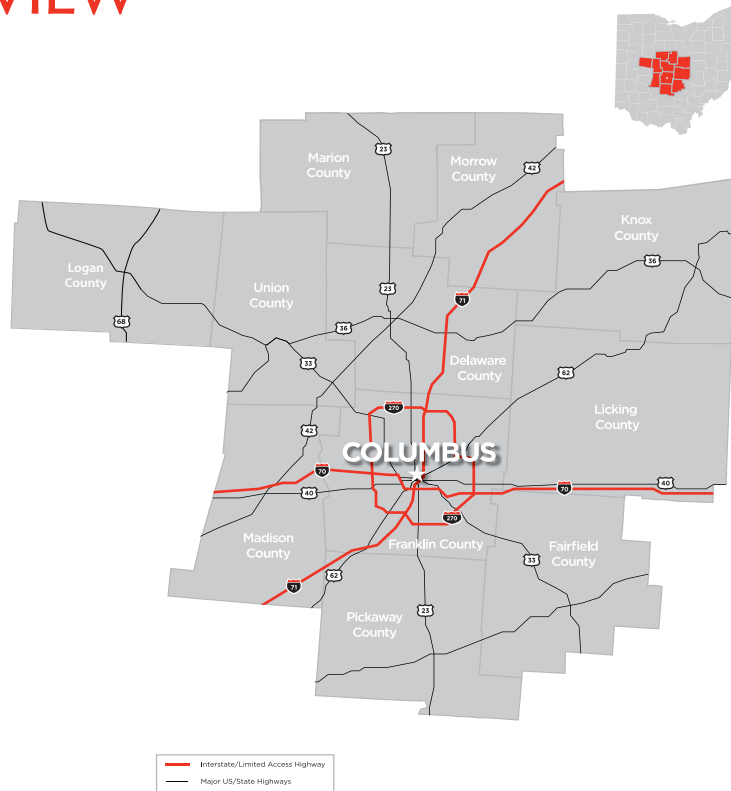 VIEW
Marion
County
23
Morrow
County
42
Knox
County
36
Logan
County
68
Union
County
23
71
36
33
Delaware
County
62
270
Licking
County
42
COLUMBUS
70
40
70
40
270
Madison
County
Franklin County
Fairfield
County
33
62
71
23
Pickaway
County
Interstate/Limited Access Highway
Major US/State Highways